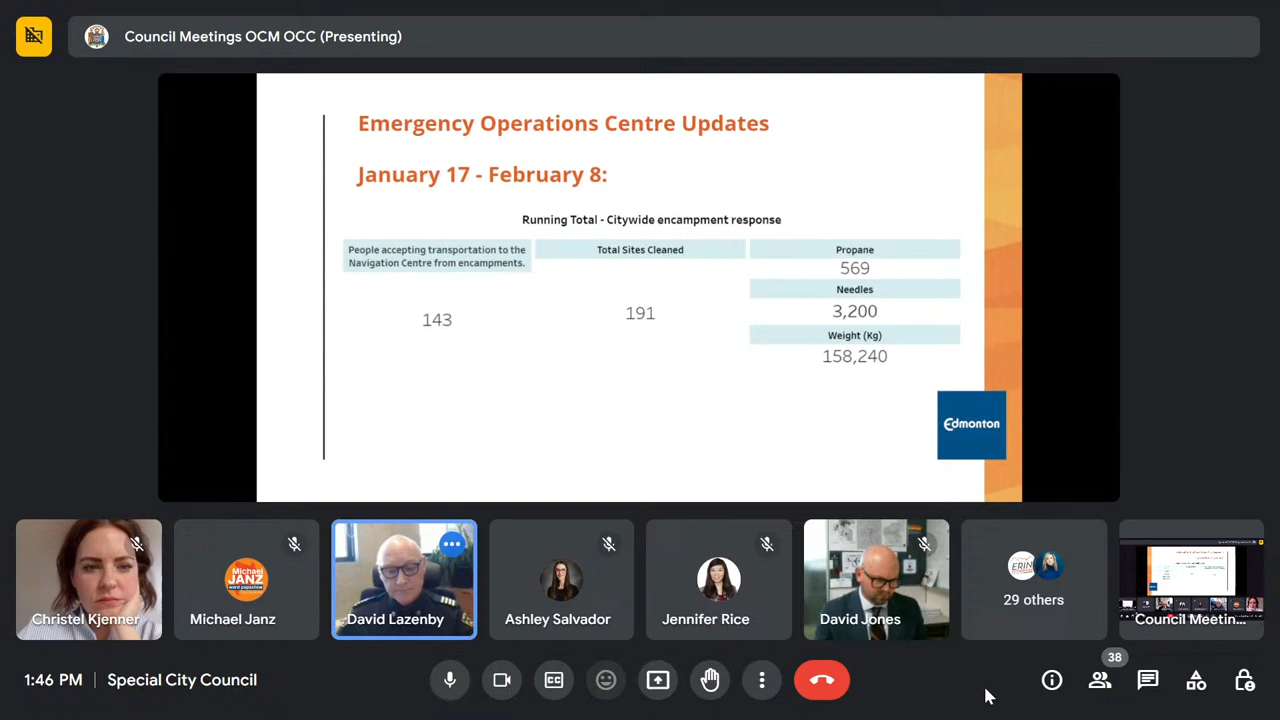 Council Meetings OCM OCC (Presenting)
Emergency Operations Centre Updates
January 17 - February 8:
Running Total - Citywide encampment response
People accepting transportation to the
Navigation Centre from encampments.
143
Total Sites Cleaned
191
Propane
569
Needles
3,200
Weight (Kg)
158,240
Edmonton
Christel Kjenner
Michael
JANZ
Michael Janz
David Lazenby
Ashley Salvador
Jennifer Rice
David Jones
ERIN
29 others
Council Meetin...
1:46 PM | Special City Council
38